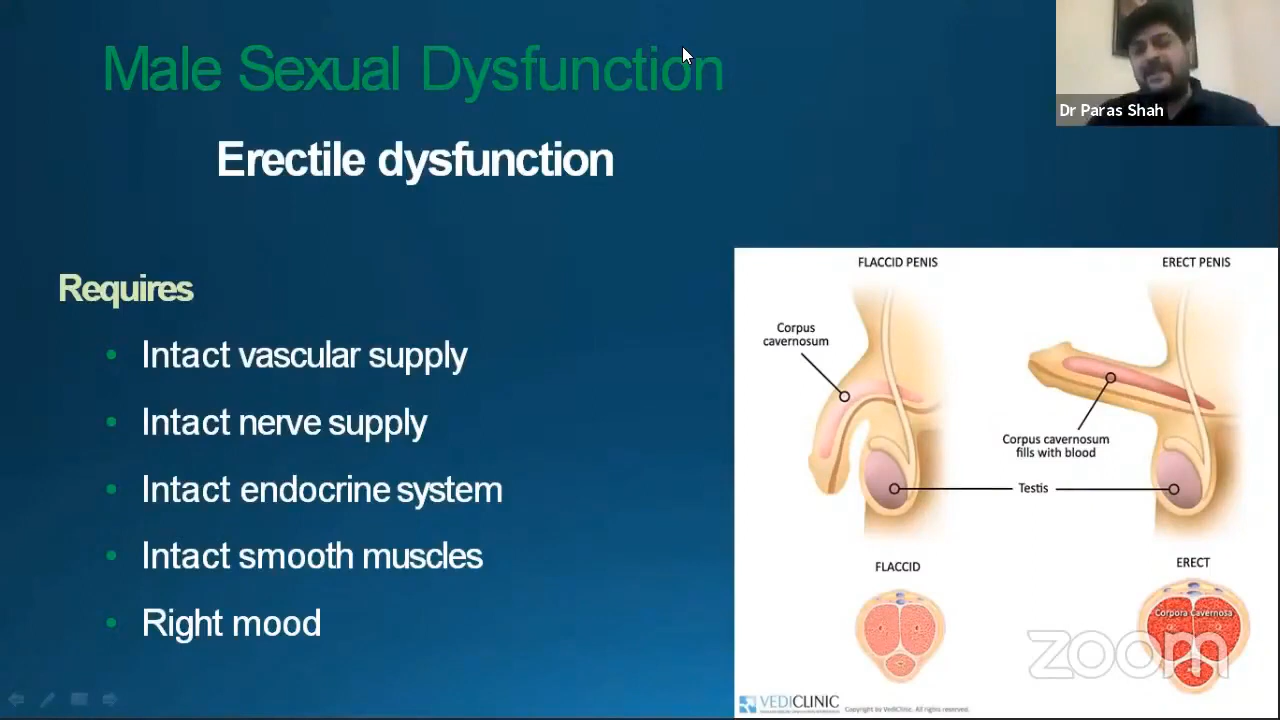 Male Sexual Dysfunction
Dr Paras Shah
Erectile dysfunction
Requires
• Intact vascular supply
• Intact nerve supply
• Intact endocrine system
• Intact smooth muscles
• Right mood
FLACCID PENIS
ERECT PENIS
Corpus
cavernosum
Corpus cavernosum
fills with blood
Testis
FLACCID
ERECT
Corpora Cavernosa
zoom
VEDICLINIC
Copyright by VediClinic. All rights reserved.